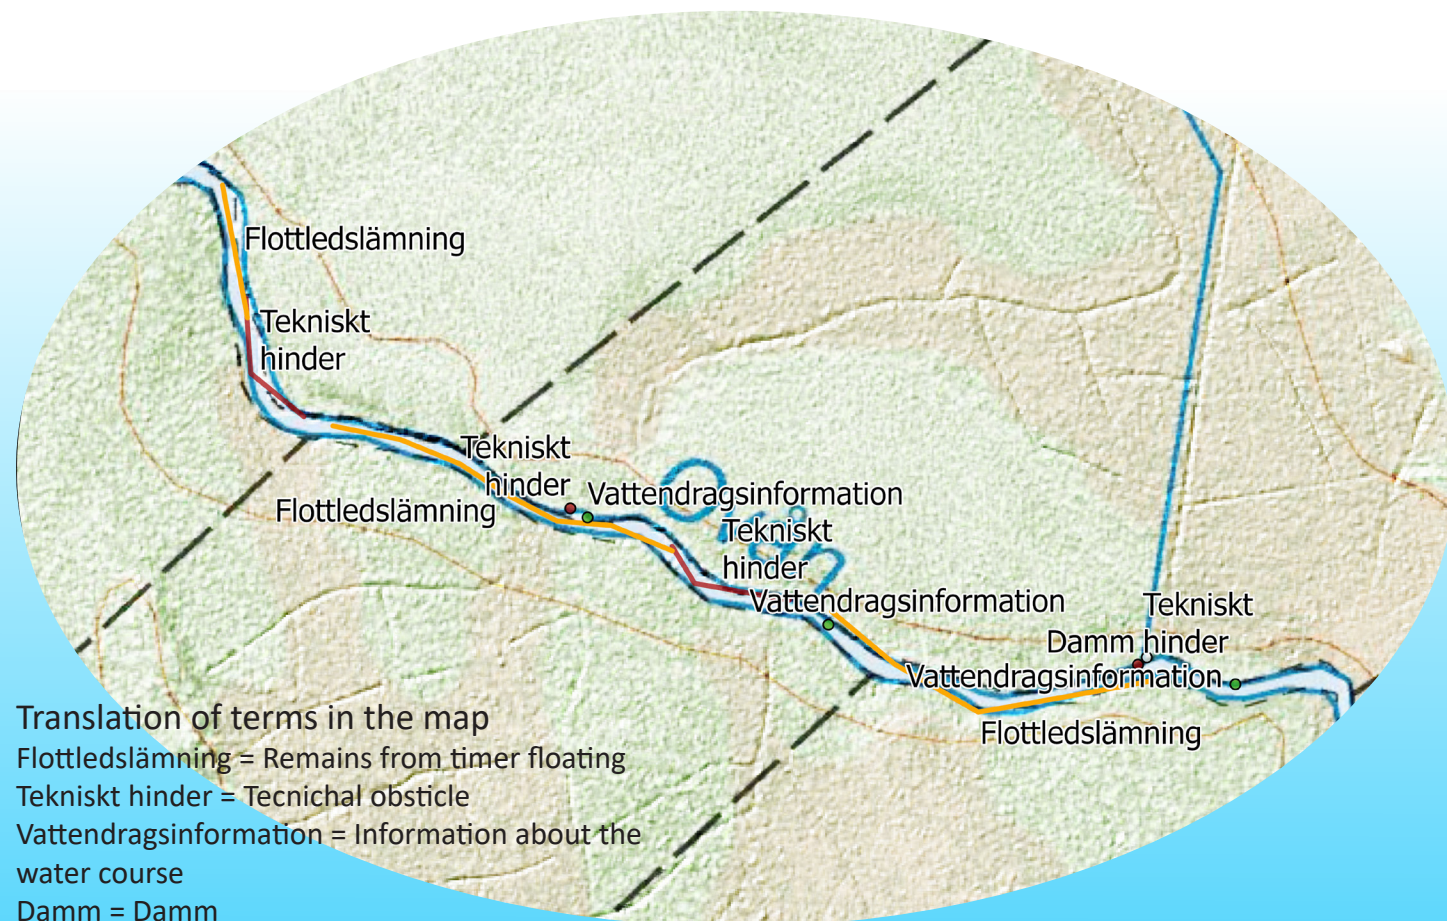 Flottledslämning
Tekniskt
hinder
Tekniskt
hinder
Vattendragsinformation
Flottledslämning
Tekniskt
hinder
Vattendragsinformation
Tekniskt
Damm hinder
Vattendragsinformation
Flottledslämning
Translation of terms in the map
Flottledslämning = Remains from timer floating
Tekniskt hinder = Tecnichal obsticle
Vattendragsinformation = Information about the
water course
Damm = Damm